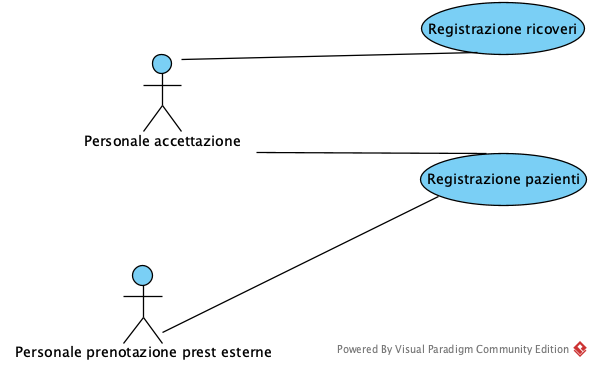 Registrazione ricoveri
Personale accettazione
Registrazione pazienti
Personale prenotazione prest esterne
Powered By Visual Paradigm Community Edition